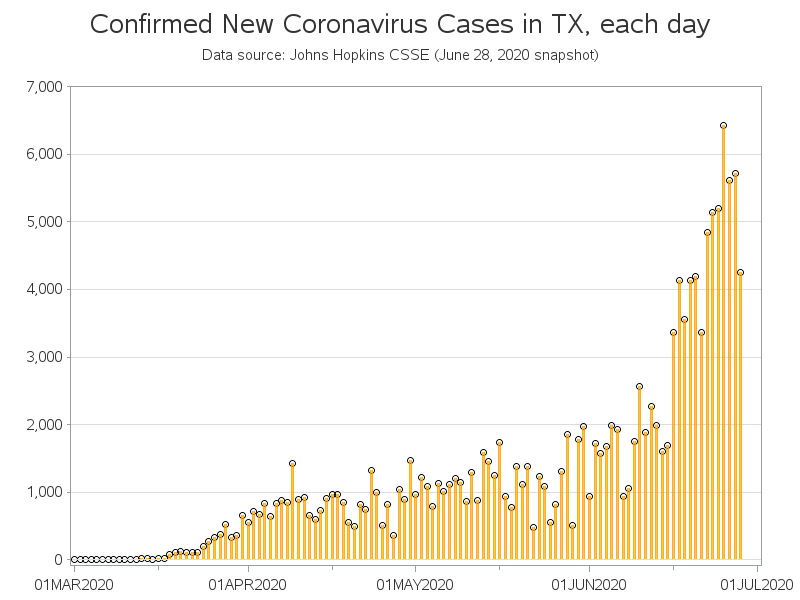 Confirmed New Coronavirus Cases in TX, each day
Data source: Johns Hopkins CSSE (June 28, 2020 snapshot)
7,000
6,000
5,000
4,000
3,000
2,000
1,000
0
01MAR2020 01APR2020 01MAY2020 01JUN2020 01JUL2020